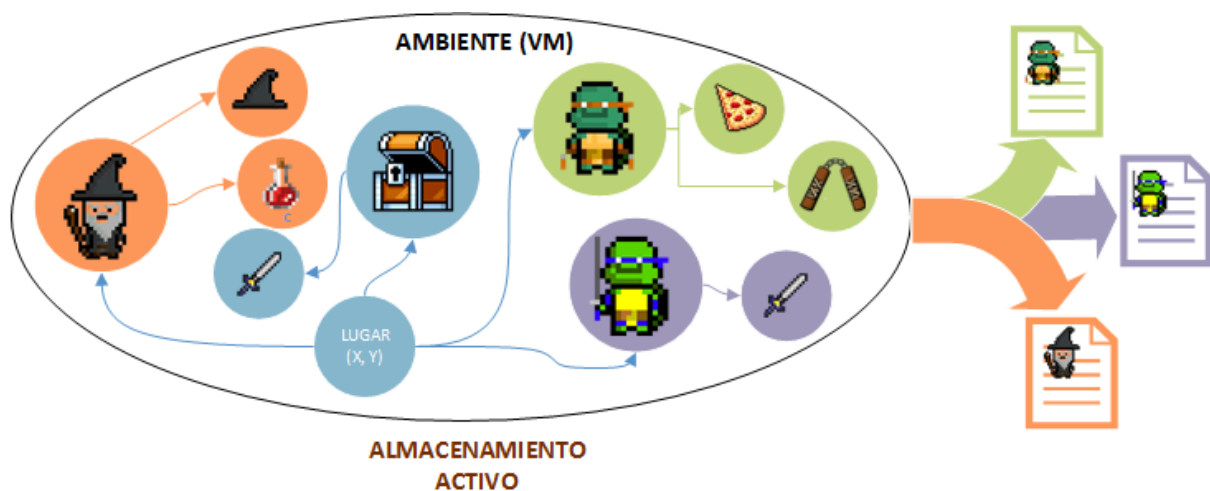 AMBIENTE (VM)
C
LUGAR
(X, Y)
ALMACENAMIENTO
ACTIVO